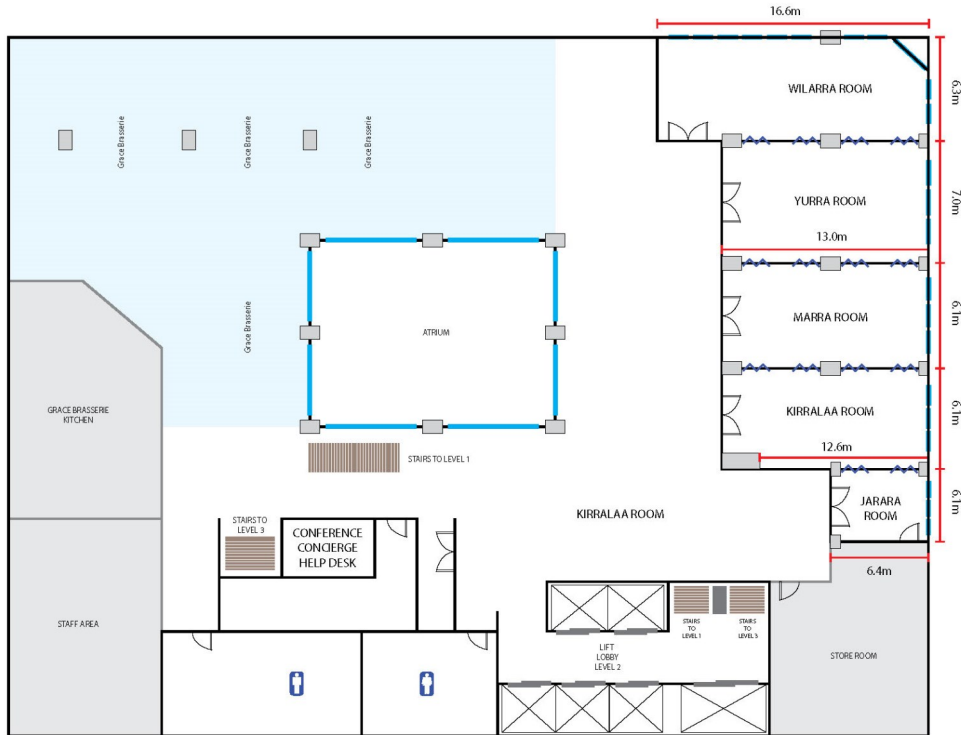 16.6m
WILARRA ROOM
6.3m
Grace Brasserie
Grace Brasserie
Grace Brasserie
YURRA ROOM
7.0m
13.0m
Grace Brasserie
ATRIUM
MARRA ROOM
6.1m
GRACE BRASSERIE
KITCHEN
KIRRALAA ROOM
6.1m
12.6m
STAIRS TO LEVEL 1
JARARA
ROOM
6.1m
KIRRALAA ROOM
STAIRS TO
LEVEL 3
CONFERENCE
CONCIERGE
HELP DESK
6.4m
STAFF AREA
STAIRS
TO
LEVEL 1
STAIRS
TO
LEVEL 3
LIFT
LOBBY
LEVEL 2
STORE ROOM